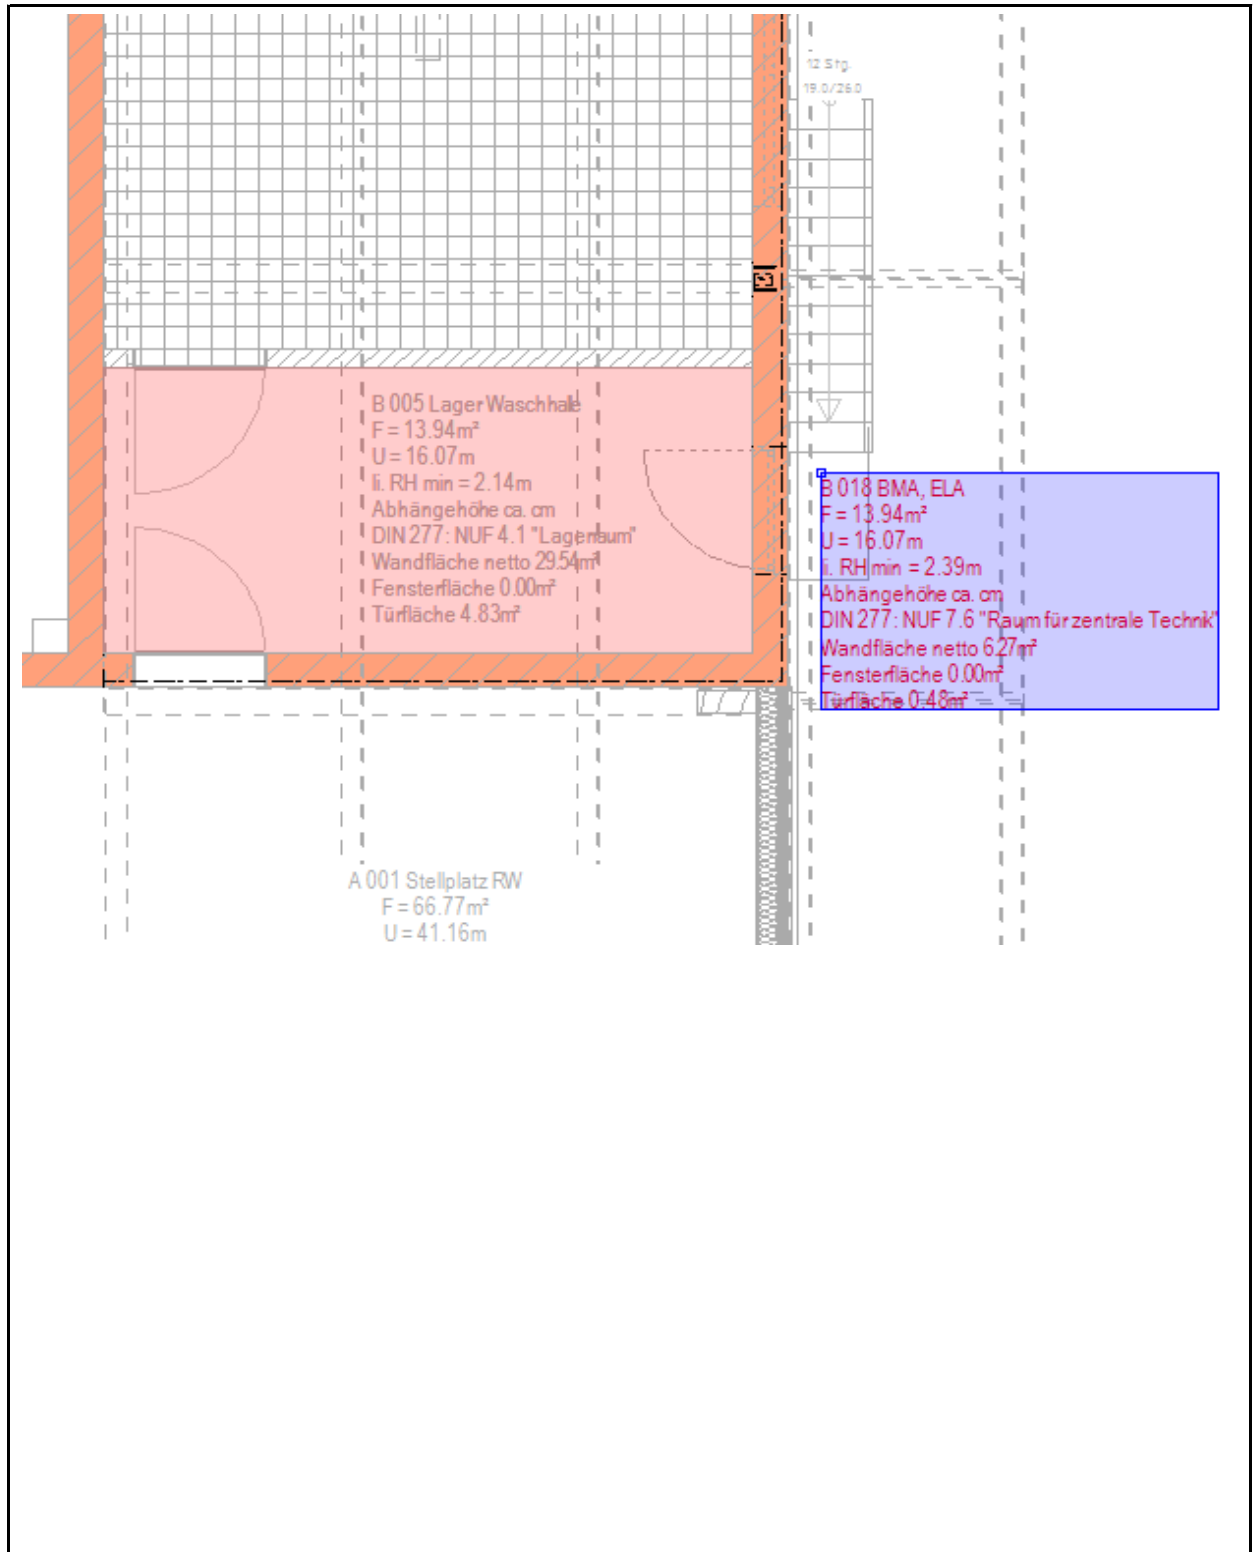 12 Stg.
19.0/26.0
B 005 Lager Waschhalle
F = 13.94m²
U = 16.07m
li. RH min = 2.14m
Abhängehöhe ca. cm
DIN 277: NUF 4.1 "Lagerraum"
Wandfläche netto 29.54m²
Fensterfläche 0.00m²
Türfläche 4.83m²
B 018 BMA, ELA
F = 13.94m²
U = 16.07m
li. RH min = 2.39m
Abhängehöhe ca. cm
DIN 277: NUF 7.6 "Raum für zentrale Technik"
Wandfläche netto 6.27m²
Fensterfläche 0.00m²
Türfläche 0.48m²
A 001 Stellplatz RW
F = 66.77m²
U = 41.16m